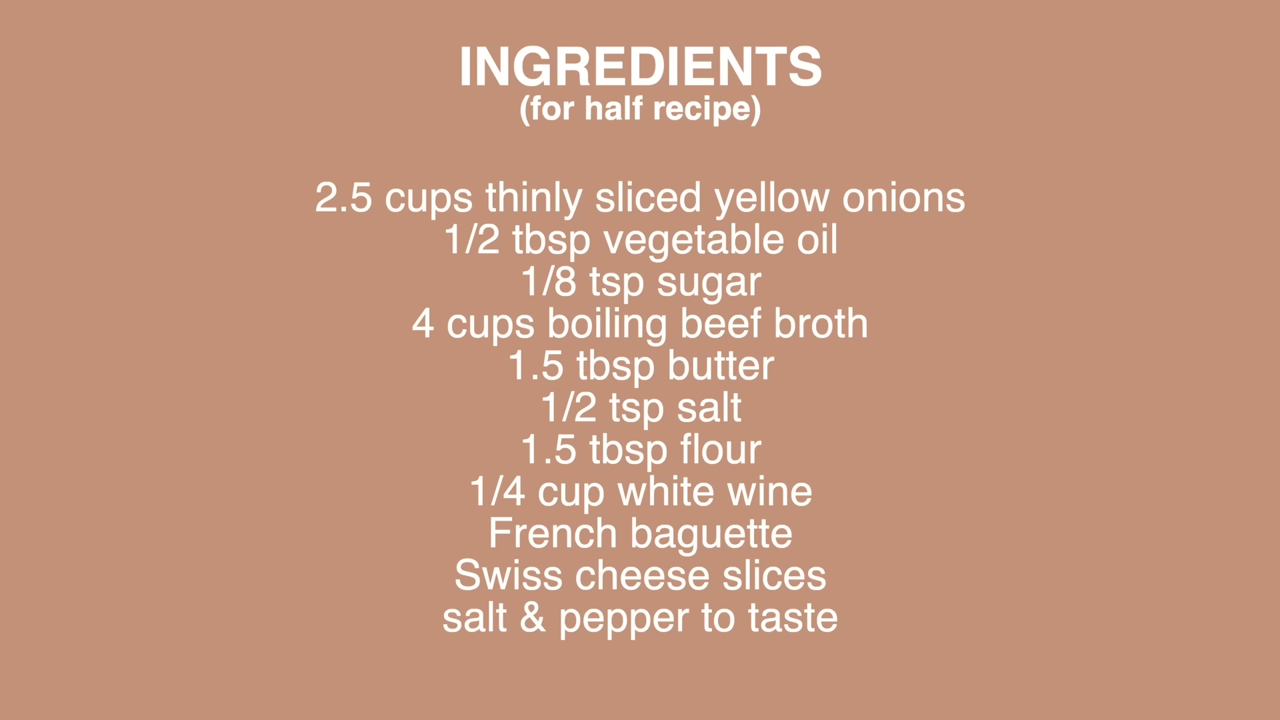 INGREDIENTS
(for half recipe)
2.5 cups thinly sliced yellow onions
1/2 tbsp vegetable oil
1/8 tsp sugar
4 cups boiling beef broth
1.5 tbsp butter
1/2 tsp salt
1.5 tbsp flour
1/4 cup white wine
French baguette
Swiss cheese slices
salt & pepper to taste